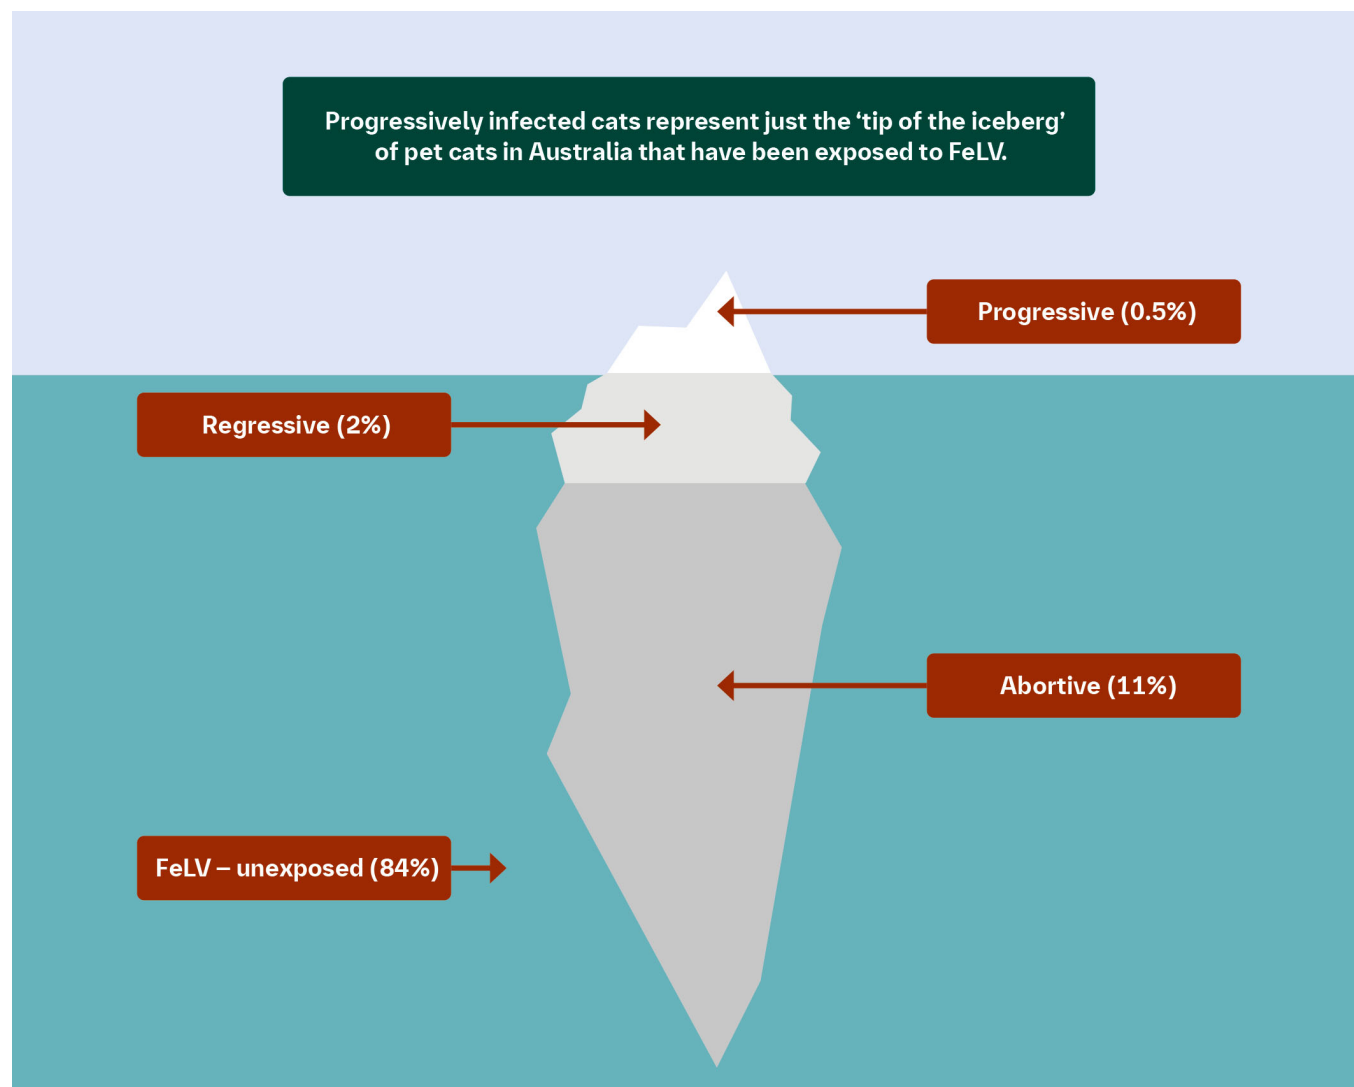 Progressively infected cats represent just the ‘tip of the iceberg’
of pet cats in Australia that have been exposed to FeLV.
Progressive (0.5%)
Regressive (2%)
Abortive (11%)
FeLV – unexposed (84%)